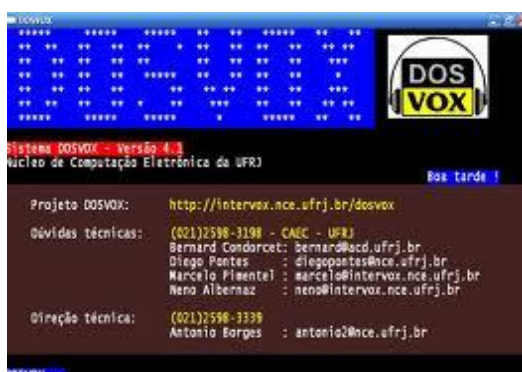 DOSVOX
DOS
VOX
Sistema DOSVOX - Versão 4.1
Núcleo de Computação Eletrônica da UFRJ
Boa tarde !
Projeto DOSVOX: http://intervox.nce.ufrj.br/dosvox
Dúvidas técnicas: (021)2598-3198 - CAEC - UFRJ
Bernard Condorcet: bernard@acd.ufrj.br
Diego Pontes : diegopontes@nce.ufrj.br
Marcelo Pimentel : marcelo@intervox.nce.ufrj.br
Neno Albernaz : neno@intervox.nce.ufrj.br
Direção técnica: (021)2598-3339
Antonio Borges : antonio2@nce.ufrj.br